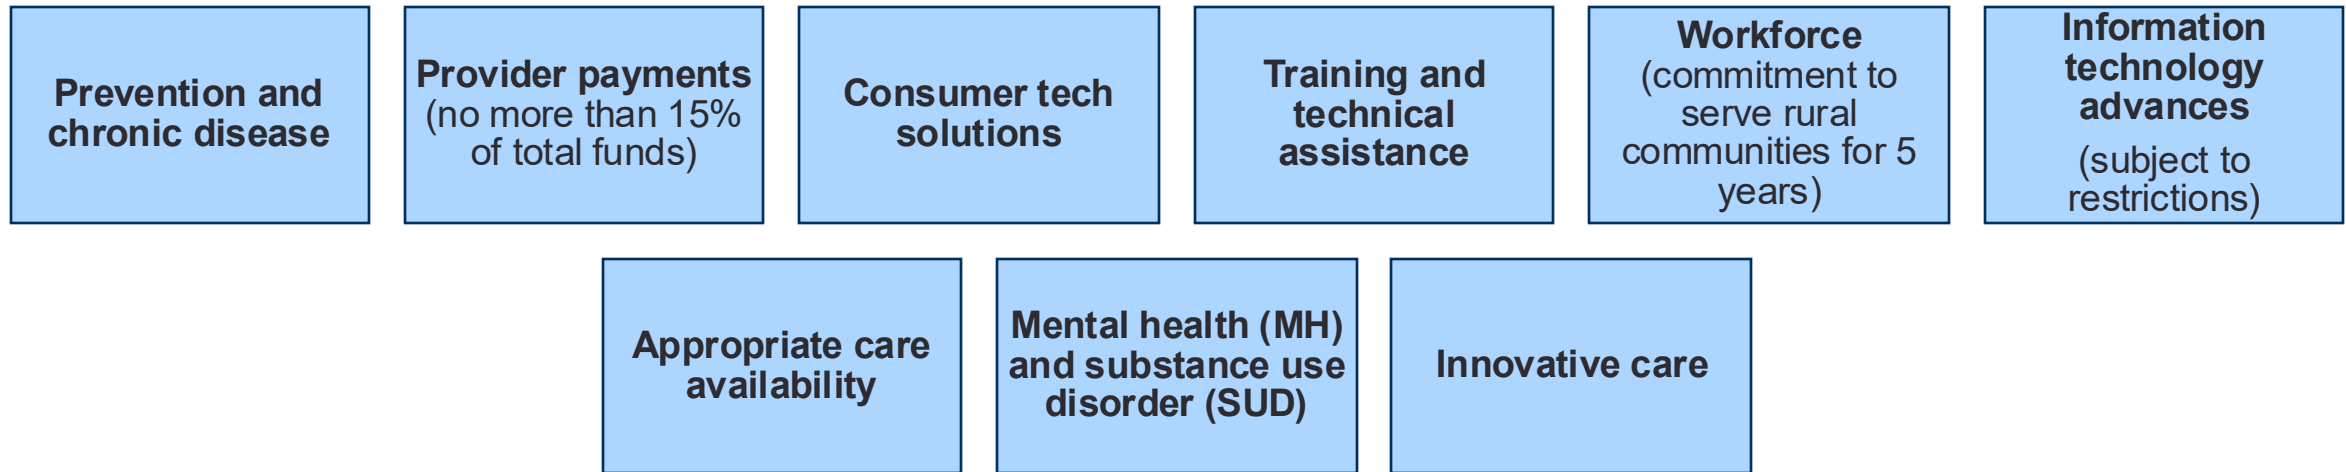 Prevention and
chronic disease
Provider payments
(no more than 15%
of total funds)
Consumer tech
solutions
Training and
technical
assistance
Workforce
(commitment to
serve rural
communities for 5
years)
Information
technology
advances
(subject to
restrictions)
Appropriate care
availability
Mental health (MH)
and substance use
disorder (SUD)
Innovative care